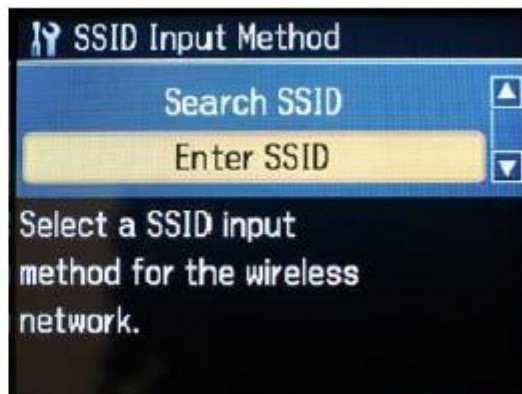 SSID Input Method
Search SSID
Enter SSID
Select a SSID input
method for the wireless
network.